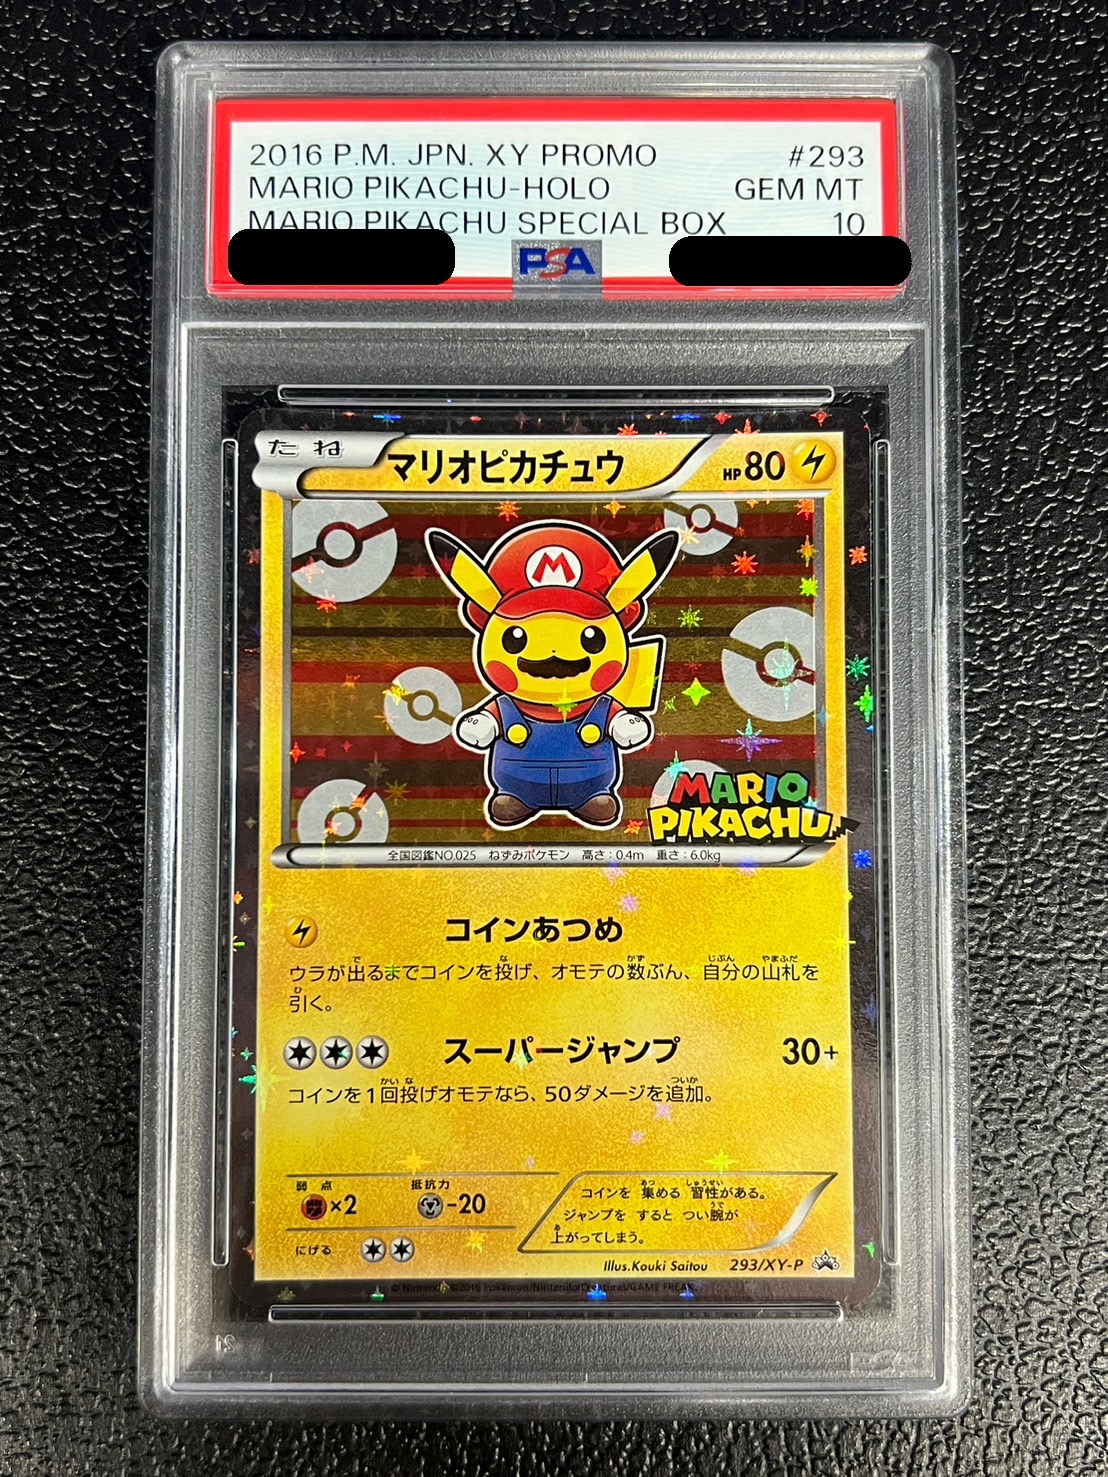 2016 P.M. JPN. XY PROMO #293
MARIO PIKACHU-HOLO GEM MT
MARIO PIKACHU SPECIAL BOX 10
PSA
たね マリオピカチュウ HP80
M
MARIO
PIKACHU
全国図鑑NO.025 ねずみポケモン 高さ:0.4m 重さ:6.0kg
コインあつめ
ウラが出るまでコインを投げ、オモテの数ぶん、自分の山札を
引く。
スーパージャンプ 30+
コインを1回投げオモテなら、50ダメージを追加。
弱点 抵抗力
×2 -20
にげる
コインを 集める 習性がある。
ジャンプを すると つい腕が
上がってしまう。
Illus.Kouki Saitou 293/XY-P
©2016 Pokémon/Nintendo/Creatures/GAME FREAK